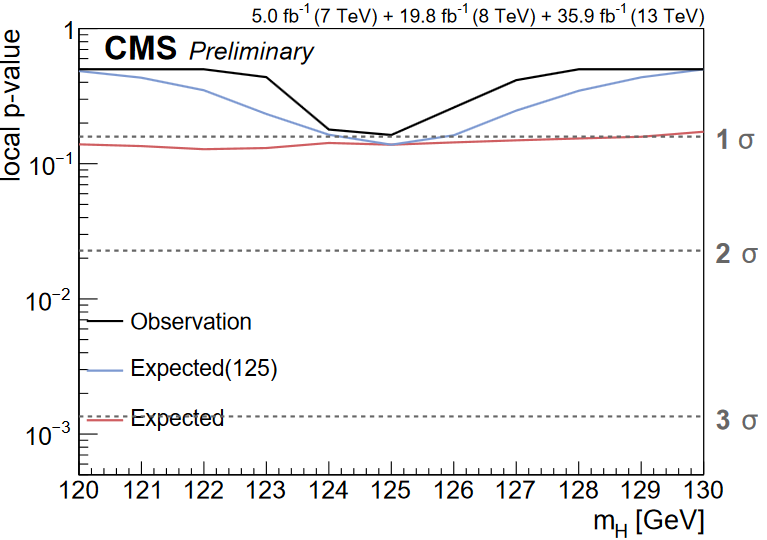 5.0 fb⁻¹ (7 TeV) + 19.8 fb⁻¹ (8 TeV) + 35.9 fb⁻¹ (13 TeV)
CMS Preliminary
local p-value
1
10⁻¹
10⁻²
10⁻³
1 σ
2 σ
3 σ
Observation
Expected(125)
Expected
120 121 122 123 124 125 126 127 128 129 130
m_H [GeV]